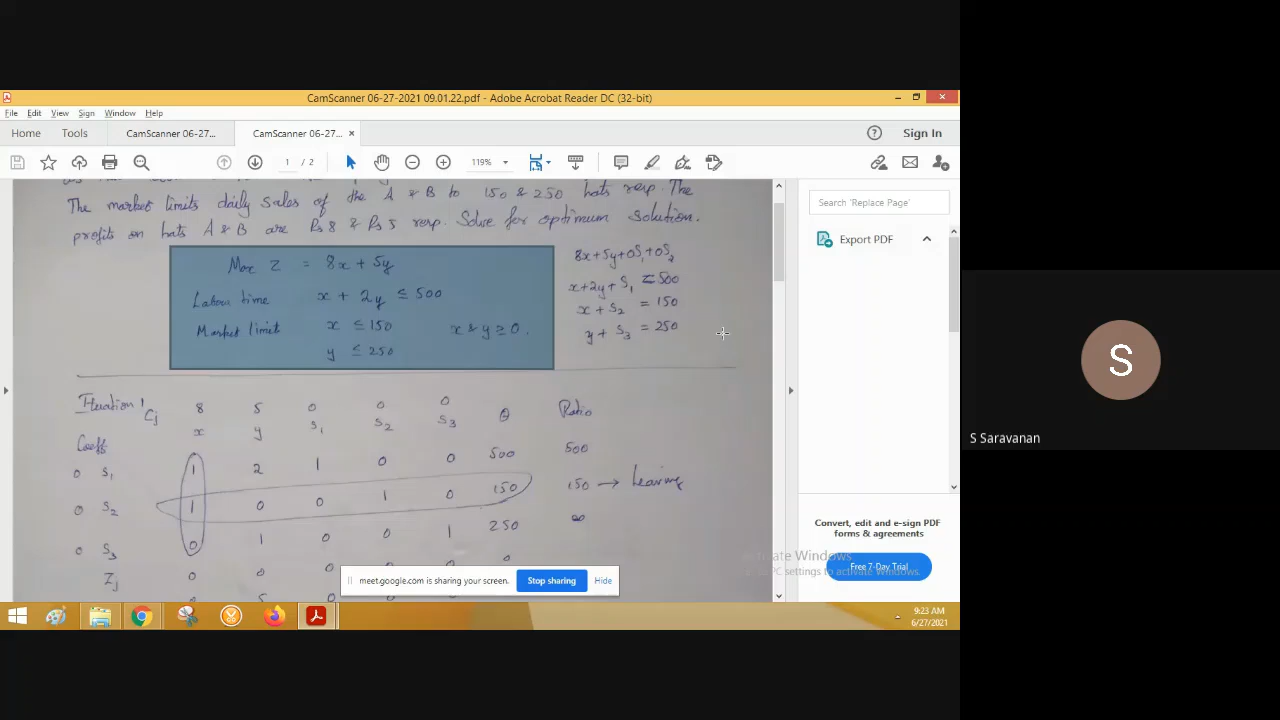 CamScanner 06-27-2021 09.01.22.pdf - Adobe Acrobat Reader DC (32-bit)
File Edit View Sign Window Help
Home Tools CamScanner 06-27... CamScanner 06-27... × Sign In
1 / 2 119%
The market limits daily sales of the A & B to 150 & 250 hats resp. The
profits on hats A & B are Rs 8 & Rs 5 resp. Solve for optimum solution.
Max Z = 8x + 5y
Labour time x + 2y ≤ 500
Market limit x ≤ 150 x & y ≥ 0.
y ≤ 250
8x + 5y + 0S1 + 0S2
x + 2y + S1 = 500
x + S2 = 150
y + S3 = 250
Iteration 1 Cj 8 5 0 0 0
Coeff x y S1 S2 S3 θ Ratio
0 S1 1 2 1 0 0 500 500
0 S2 1 0 0 1 0 150 150 → Leaving
0 S3 0 1 0 0 1 250 ∞
Zj 0 0 0
Search 'Replace Page'
Export PDF
Convert, edit and e-sign PDF
forms & agreements
Free 7-Day Trial
meet.google.com is sharing your screen. Stop sharing Hide
9:23 AM
6/27/2021
S
S Saravanan